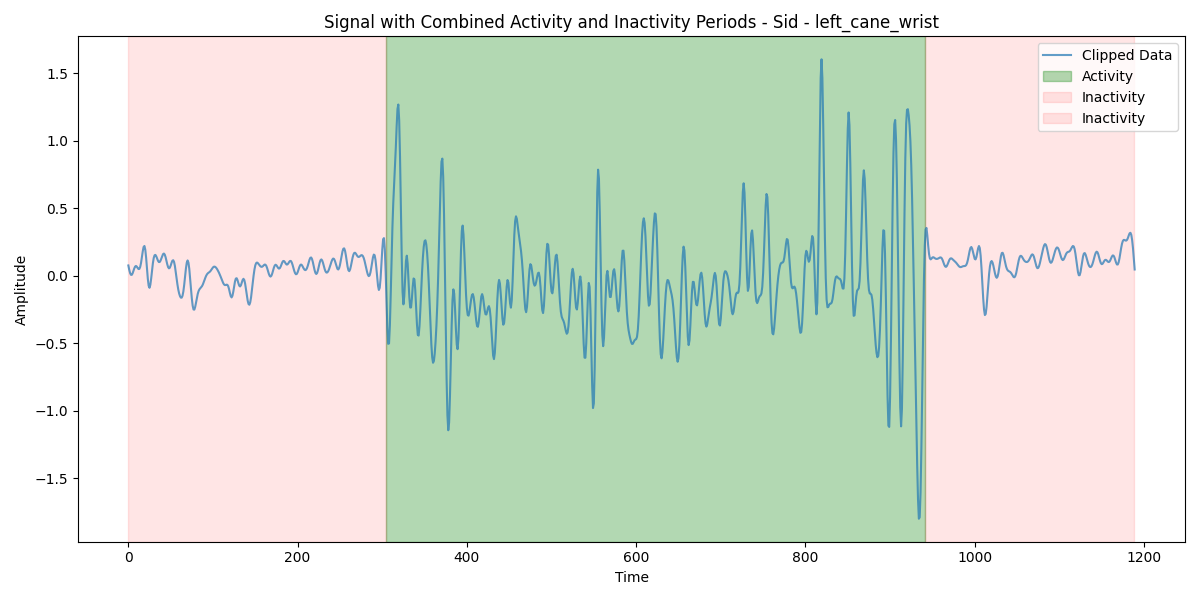 Signal with Combined Activity and Inactivity Periods - Sid - left_cane_wrist
Clipped Data
Activity
Inactivity
Inactivity
Amplitude
1.5
1.0
0.5
0.0
−0.5
−1.0
−1.5
0 200 400 600 800 1000 1200
Time